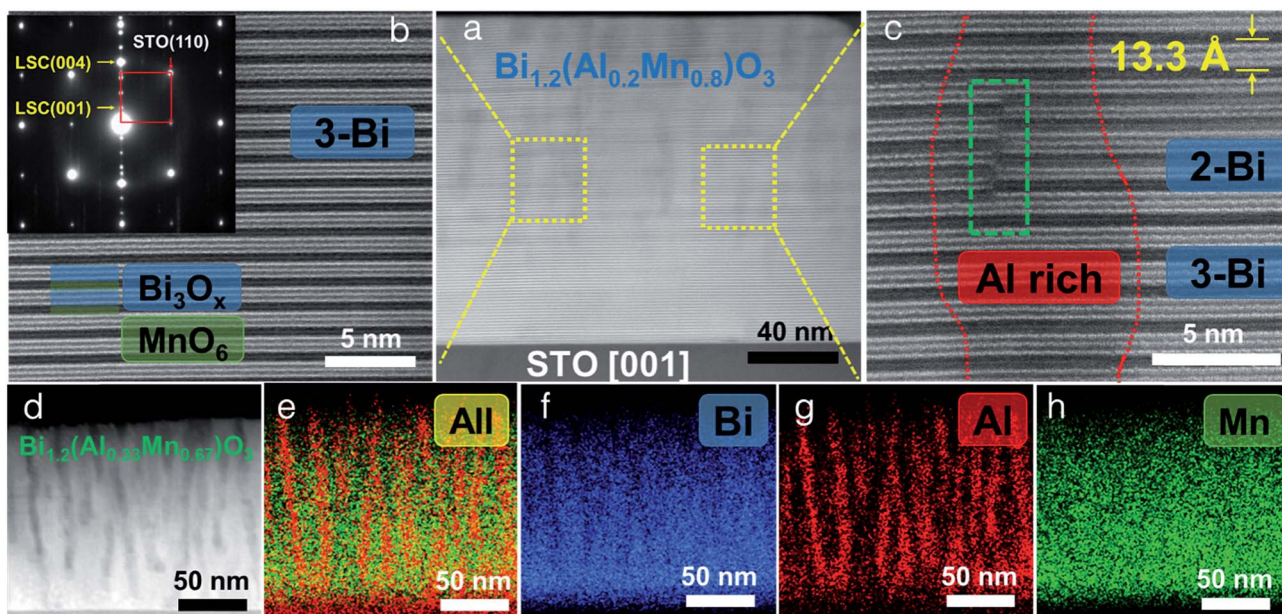 b
STO(110)
LSC(004)
LSC(001)
3-Bi
Bi₃Oₓ
MnO₆
5 nm
a
Bi₁.₂(Al₀.₂Mn₀.₈)O₃
40 nm
STO [001]
c
13.3 Å
2-Bi
Al rich
3-Bi
5 nm
d
Bi₁.₂(Al₀.₃₃Mn₀.₆₇)O₃
50 nm
e
All
50 nm
f
Bi
50 nm
g
Al
50 nm
h
Mn
50 nm